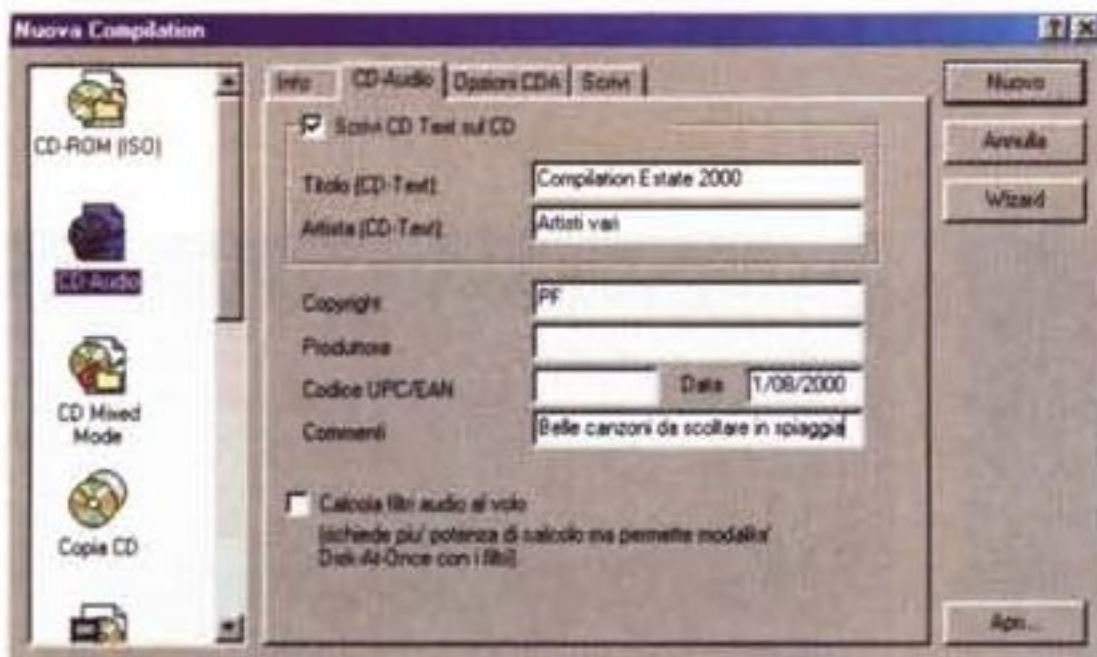 Nuova Compilation
CD-ROM (ISO)
CD-Audio
CD Mixed
Mode
Copia CD
Info CD-Audio Opzioni CDA Scrivi
Scrivi CD Text sul CD
Titolo (CD-Text) Compilation Estate 2000
Artista (CD-Text) Artisti vari
Copyright PF
Produttore
Codice UPC/EAN Data 1/08/2000
Commenti Belle canzoni da scoltare in spiaggia
Calcola filtri audio al volo
(richiede piu' potenza di calcolo ma permette modalita'
Disk-At-Once con i filtri)
Nuovo
Annulla
Wizard
Apri...